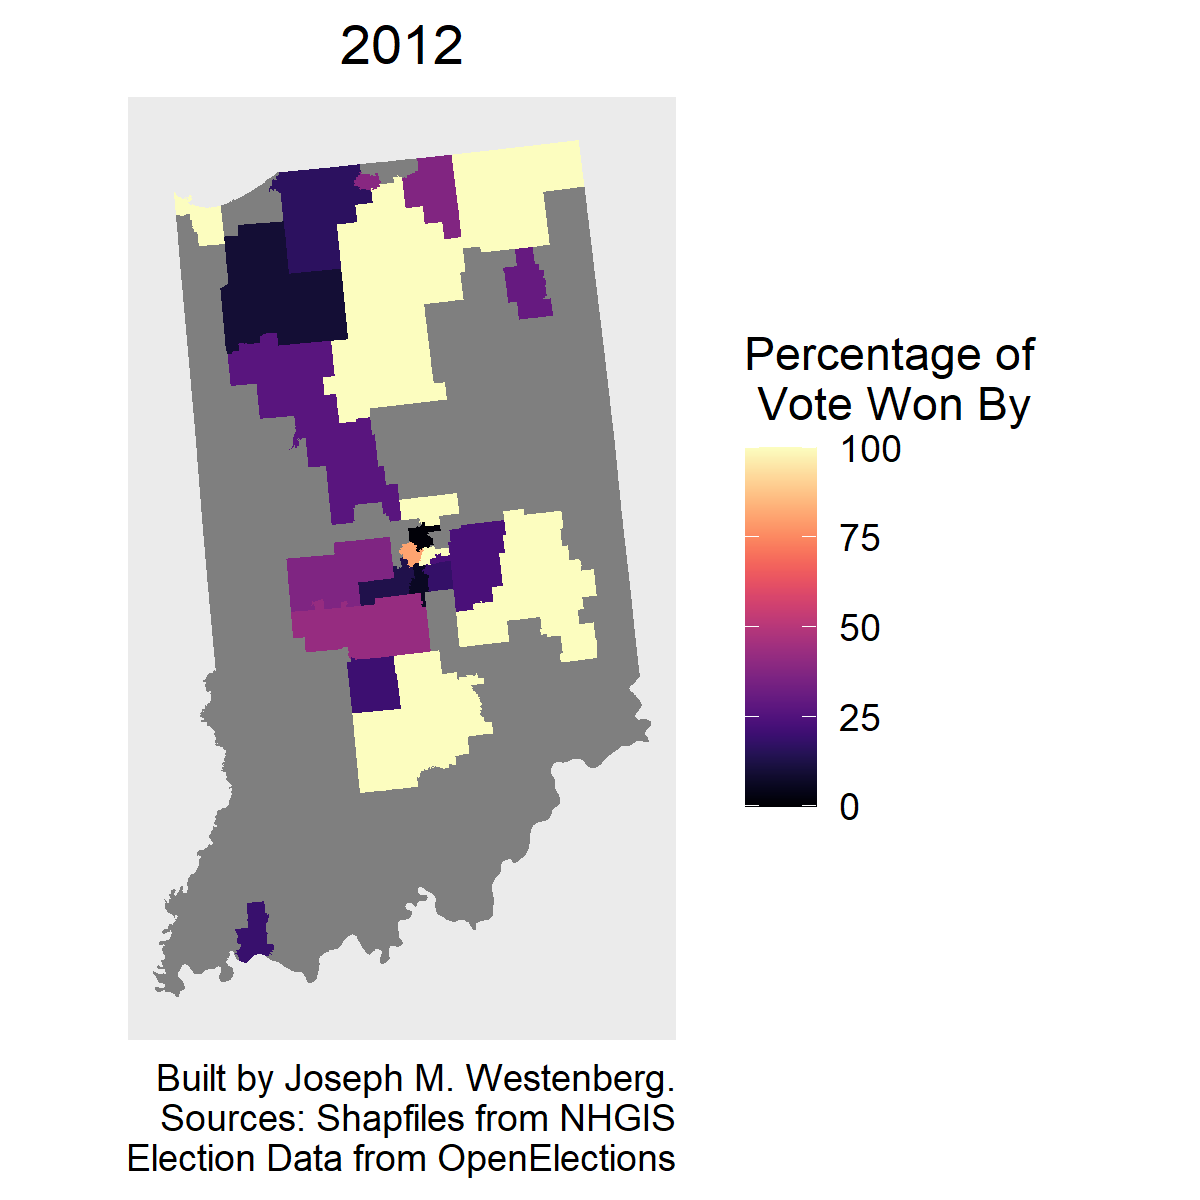 2012
Percentage of
Vote Won By
100
75
50
25
0
Built by Joseph M. Westenberg.
Sources: Shapfiles from NHGIS
Election Data from OpenElections